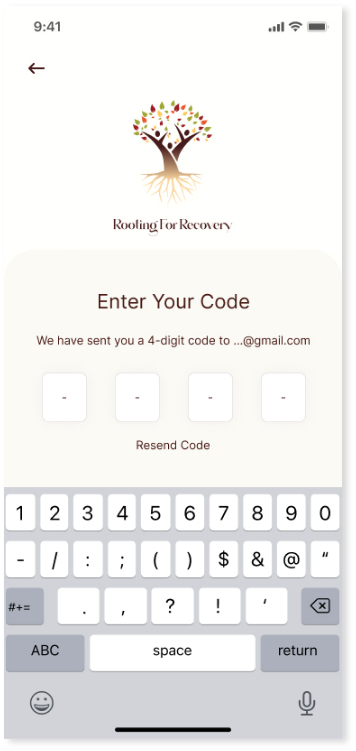 9:41
Rooting For Recovery
Enter Your Code
We have sent you a 4-digit code to ...@gmail.com
- - - -
Resend Code
1 2 3 4 5 6 7 8 9 0
- / : ; ( ) $ & @ “
#+= . , ? ! ‘
ABC space return